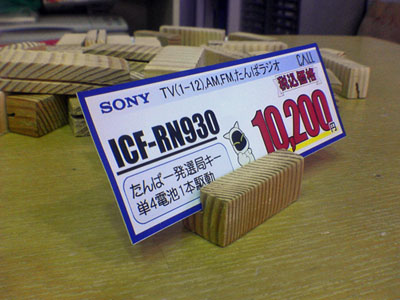 SONY TV(1-12),AM,FM,たんぱラジオ CALL
ICF-RN930
税込価格
10,200円
たんぱ一発選局キー
単4電池1本駆動